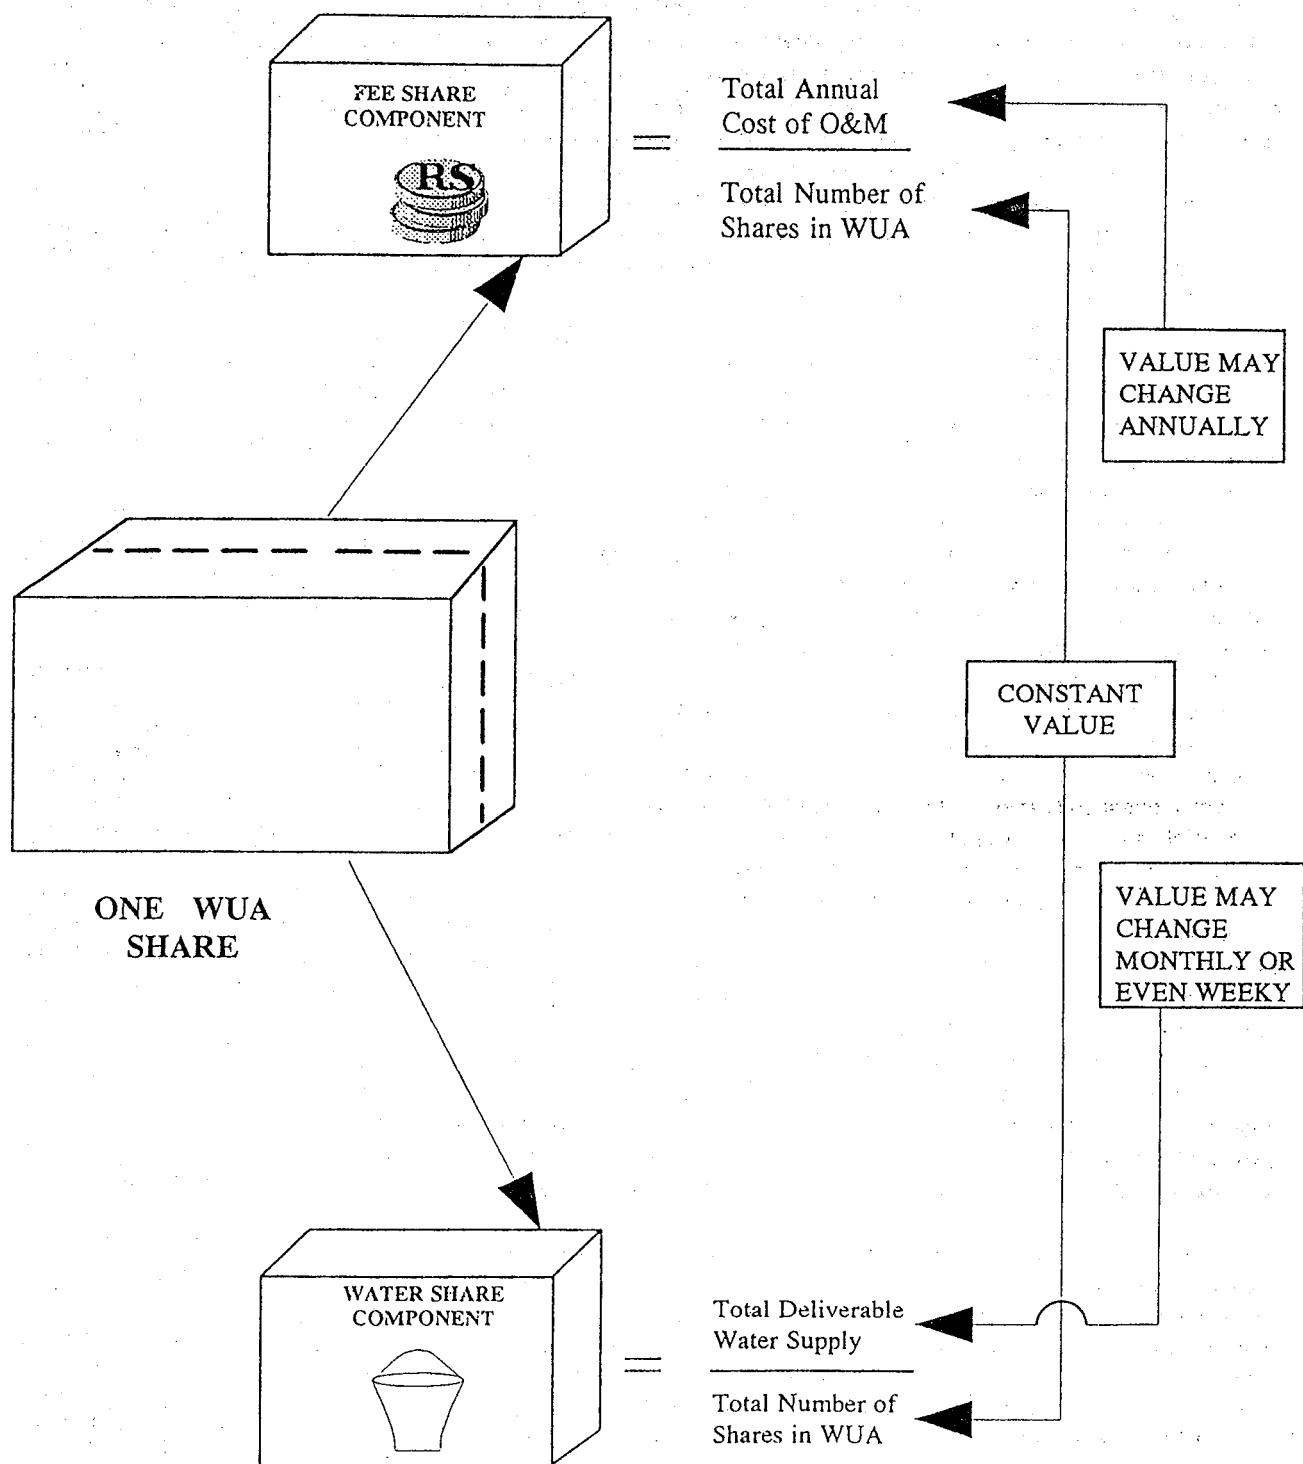 FEE SHARE
COMPONENT
RS
Total Annual
Cost of O&M
Total Number of
Shares in WUA
VALUE MAY
CHANGE
ANNUALLY
CONSTANT
VALUE
ONE WUA
SHARE
VALUE MAY
CHANGE
MONTHLY OR
EVEN WEEKY
WATER SHARE
COMPONENT
Total Deliverable
Water Supply
Total Number of
Shares in WUA